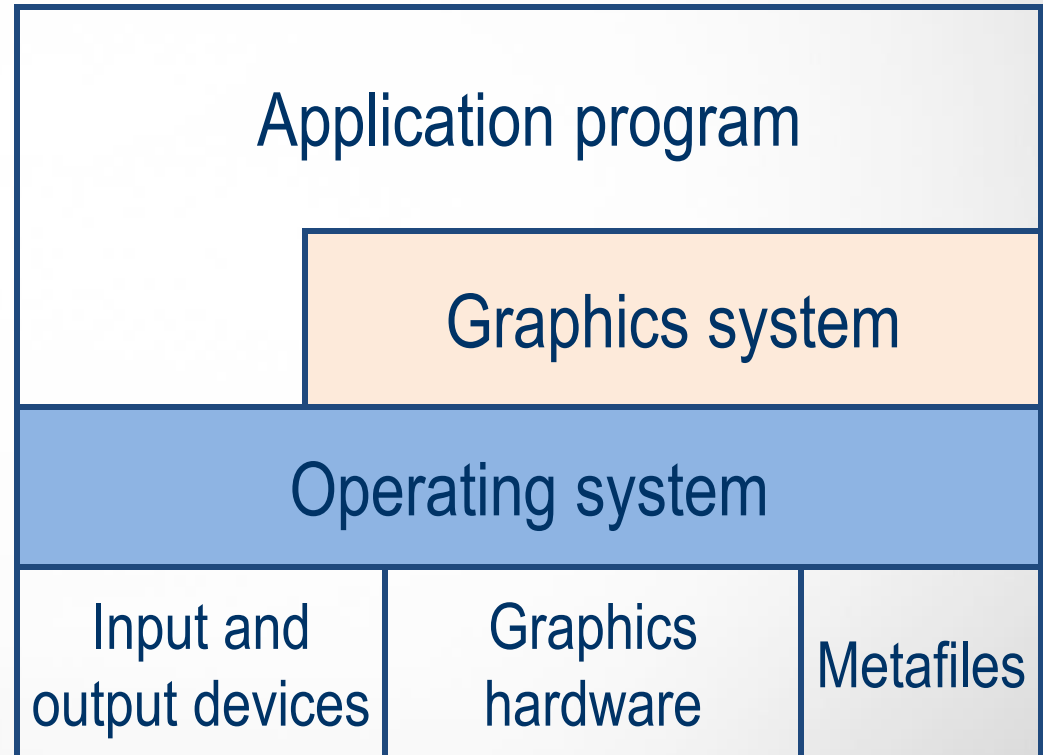 Application program
Graphics system
Operating system
Input and
output devices
Graphics
hardware
Metafiles